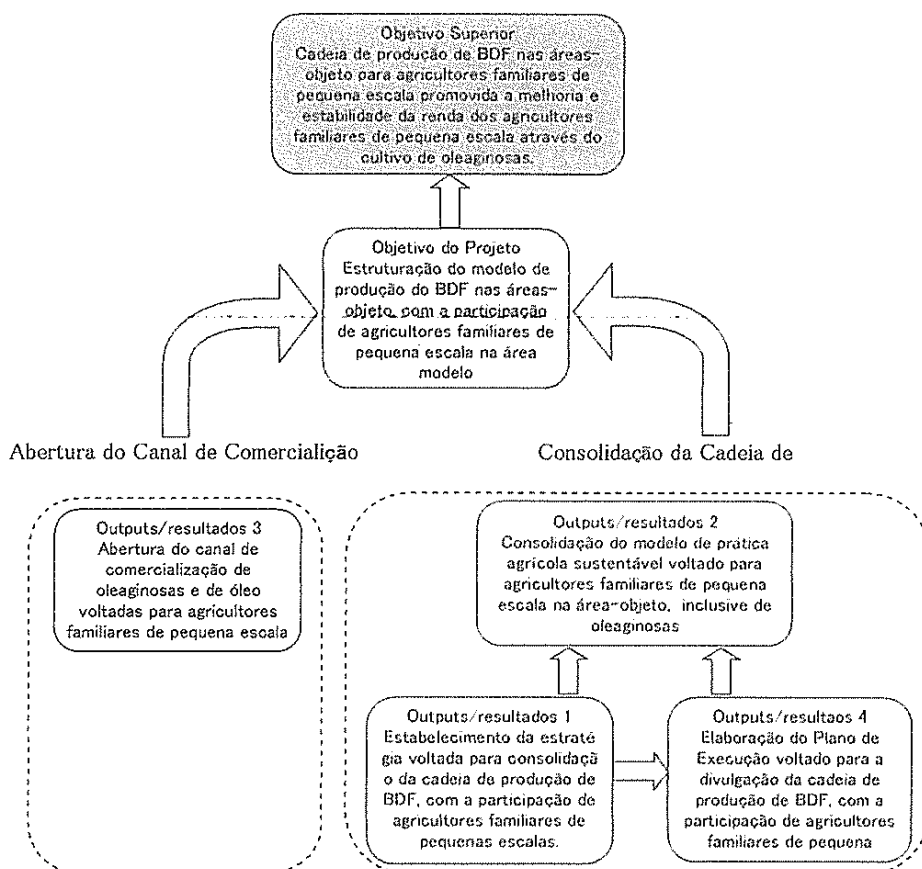 Objetivo Superior
Cadeia de produção de BDF nas áreas-
objeto para agricultores familiares de
pequena escala promovida a melhoria e
estabilidade da renda dos agricultores
familiares de pequena escala através do
cultivo de oleaginosas.
Objetivo do Projeto
Estruturação do modelo de
produção do BDF nas áreas-
objeto, com a participação
de agricultores familiares de
pequena escala na área
modelo
Abertura do Canal de Comercialição
Consolidação da Cadeia de
Outputs/resultados 3
Abertura do canal de
comercialização de
oleaginosas e de óleo
voltadas para agricultores
familiares de pequena escala
Outputs/resultados 2
Consolidação do modelo de prática
agrícola sustentável voltado para
agricultores familiares de pequena
escala na área-objeto, inclusive de
oleaginosas
Outputs/resultados 1
Estabelecimento da estraté
gia voltada para consolidaçã
o da cadeia de produção de
BDF, com a participação de
agricultores familiares de
pequenas escalas.
Outputs/resultaos 4
Elaboração do Plano de
Execução voltado para a
divulgação da cadeia de
produção de BDF, com a
participação de agricultores
familiares de pequena